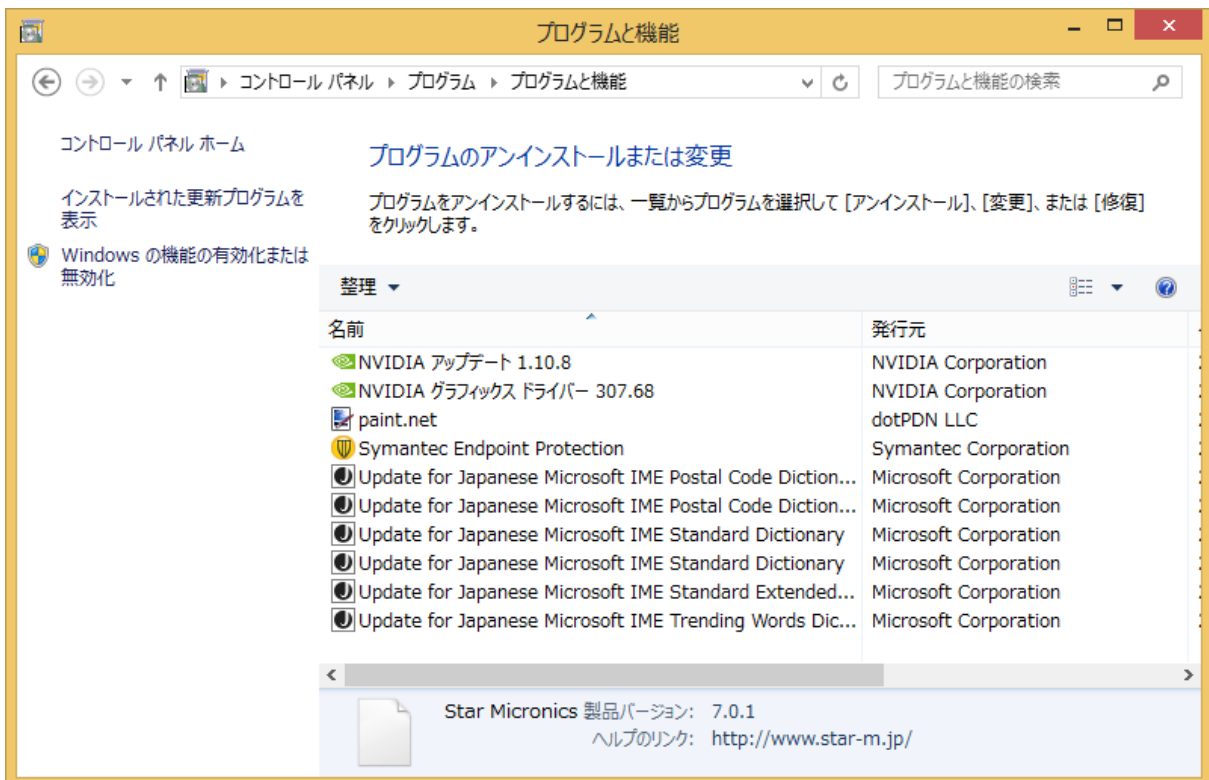 プログラムと機能
コントロール パネル プログラム プログラムと機能
プログラムと機能の検索
コントロール パネル ホーム
インストールされた更新プログラムを
表示
Windows の機能の有効化または
無効化
プログラムのアンインストールまたは変更
プログラムをアンインストールするには、一覧からプログラムを選択して [アンインストール]、[変更]、または [修復]
をクリックします。
整理
名前 発行元
NVIDIA アップデート 1.10.8 NVIDIA Corporation
NVIDIA グラフィックス ドライバー 307.68 NVIDIA Corporation
paint.net dotPDN LLC
Symantec Endpoint Protection Symantec Corporation
Update for Japanese Microsoft IME Postal Code Diction... Microsoft Corporation
Update for Japanese Microsoft IME Postal Code Diction... Microsoft Corporation
Update for Japanese Microsoft IME Standard Dictionary Microsoft Corporation
Update for Japanese Microsoft IME Standard Dictionary Microsoft Corporation
Update for Japanese Microsoft IME Standard Extended... Microsoft Corporation
Update for Japanese Microsoft IME Trending Words Dic... Microsoft Corporation
Star Micronics 製品バージョン: 7.0.1
ヘルプのリンク: http://www.star-m.jp/